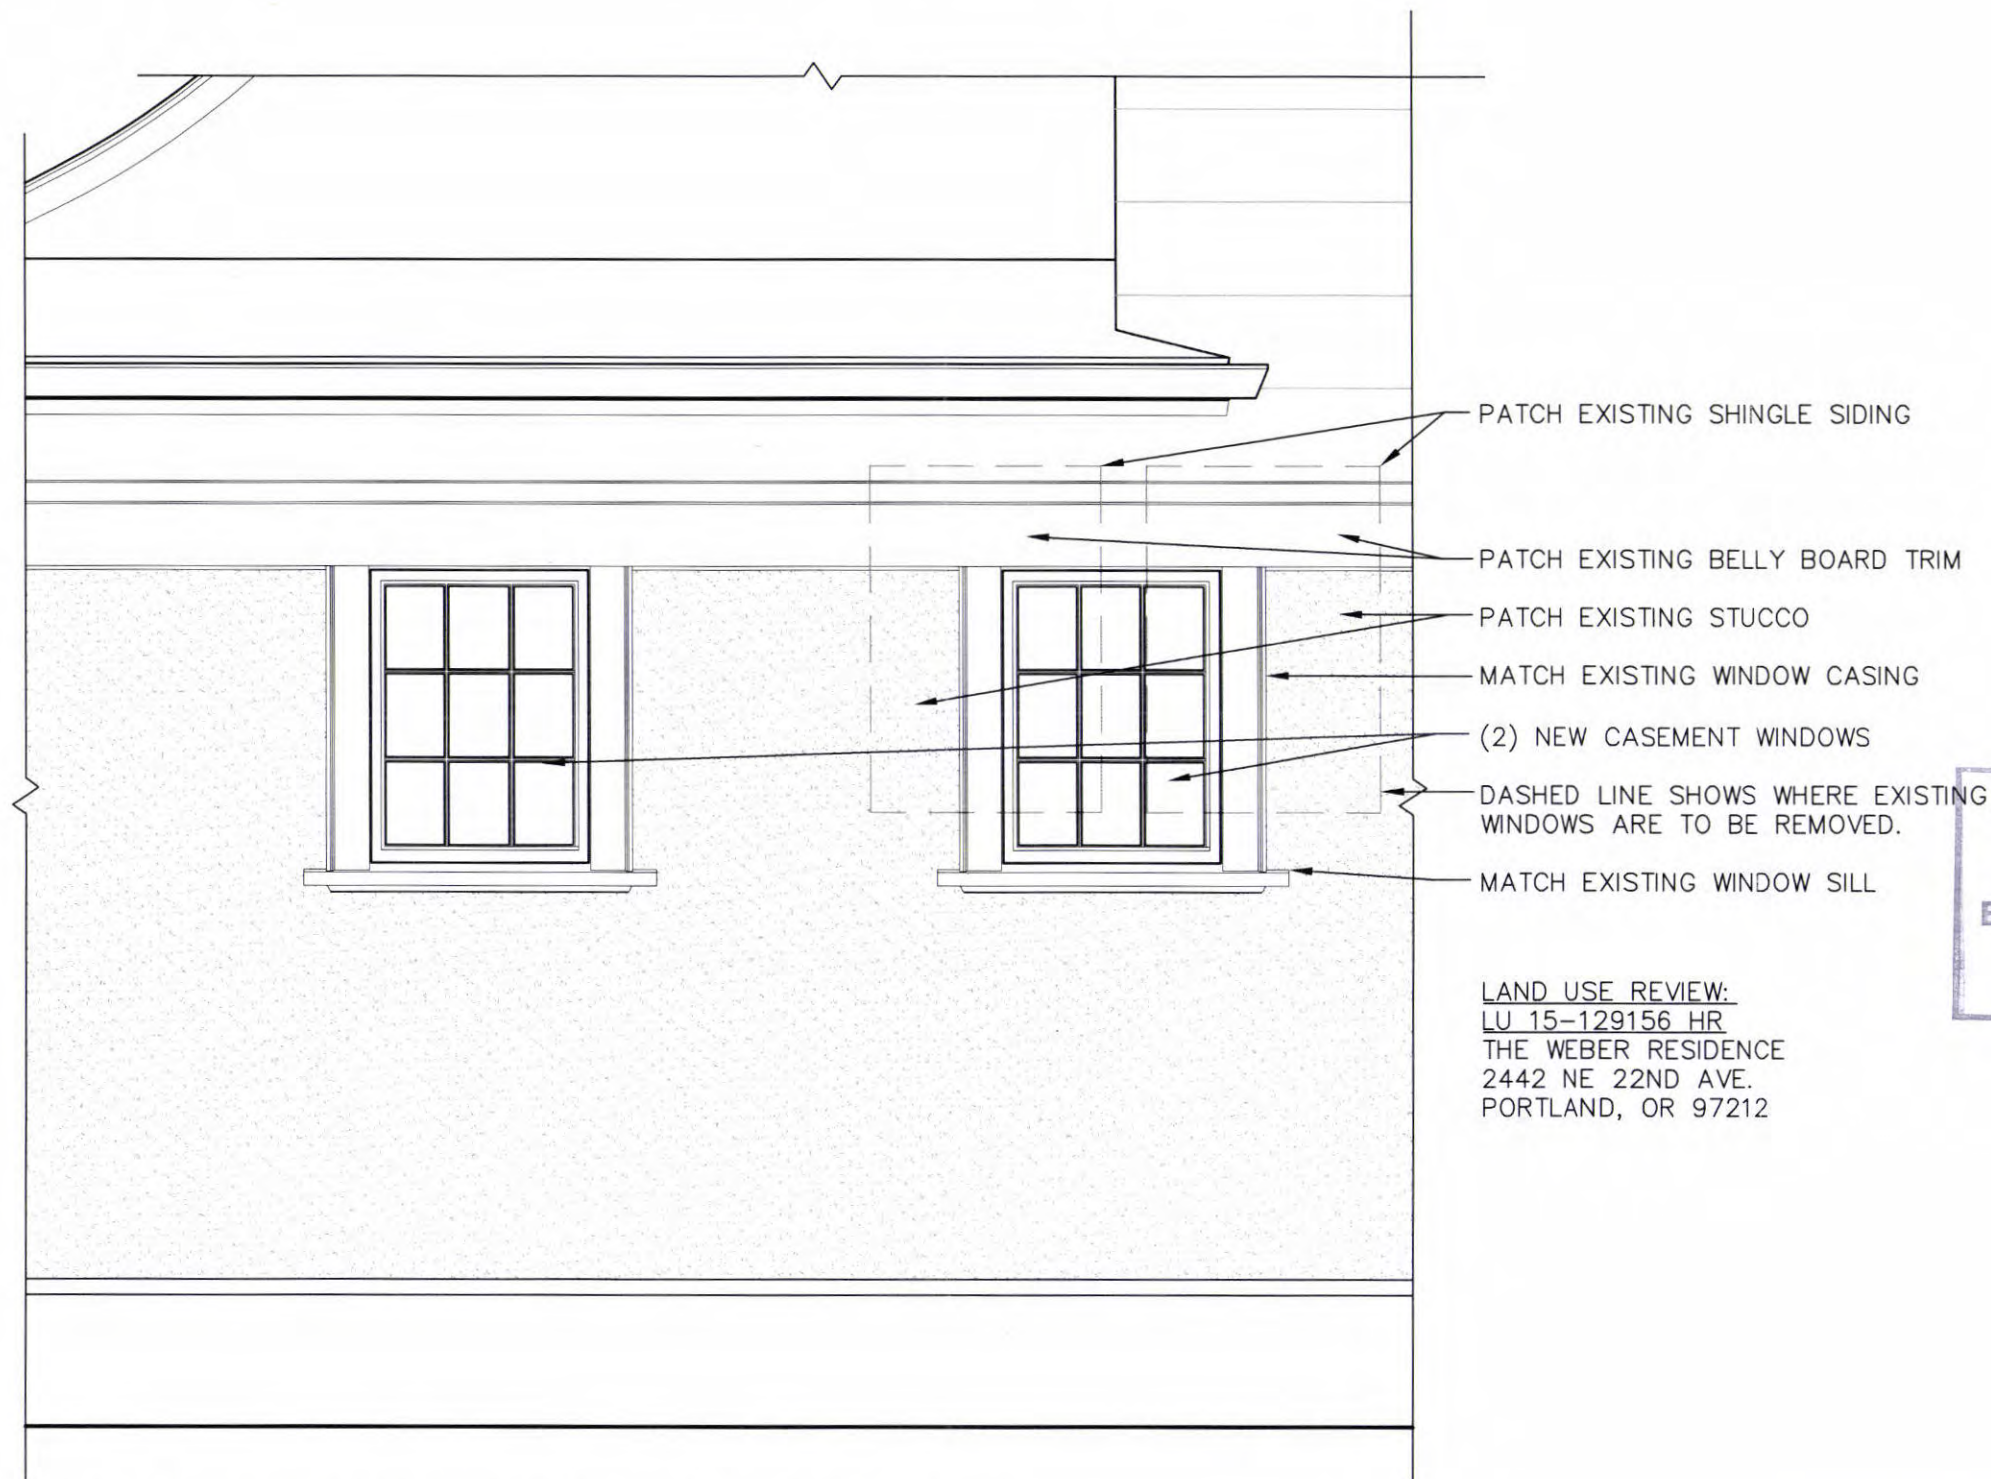 PATCH EXISTING SHINGLE SIDING
PATCH EXISTING BELLY BOARD TRIM
PATCH EXISTING STUCCO
MATCH EXISTING WINDOW CASING
(2) NEW CASEMENT WINDOWS
DASHED LINE SHOWS WHERE EXISTING
WINDOWS ARE TO BE REMOVED.
MATCH EXISTING WINDOW SILL
LAND USE REVIEW:
LU 15-129156 HR
THE WEBER RESIDENCE
2442 NE 22ND AVE.
PORTLAND, OR 97212